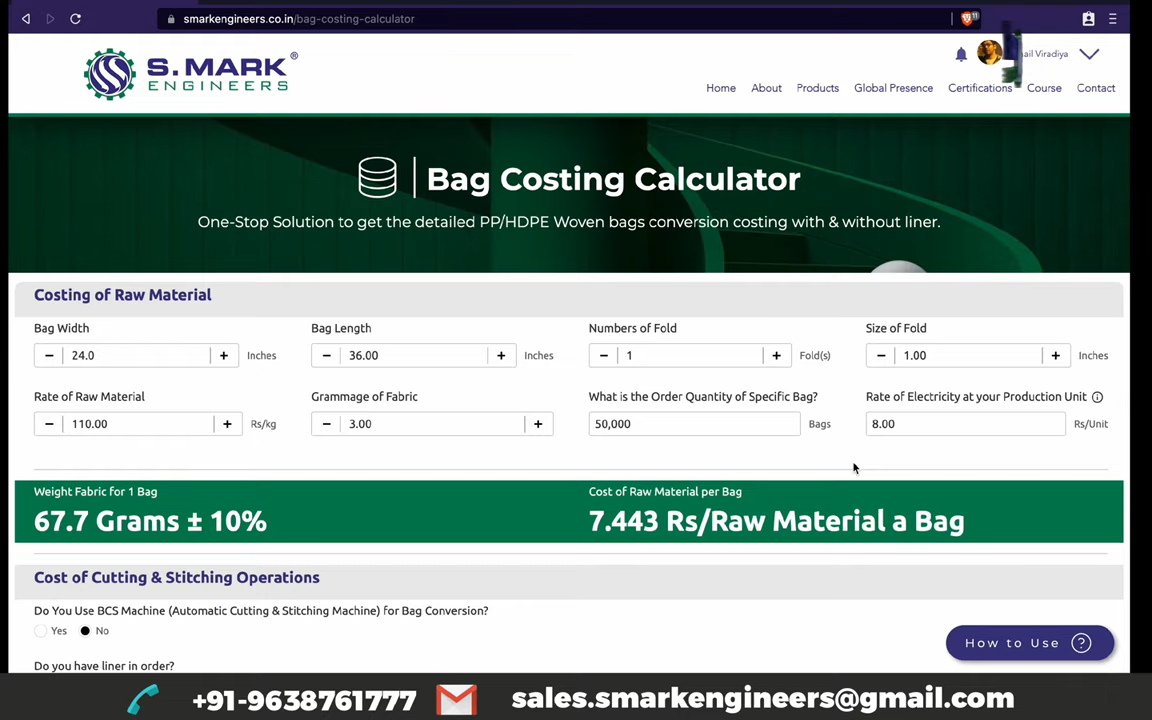 smarkengineers.co.in/bag-costing-calculator
S.MARK ®
ENGINEERS
Viradiya
Home About Products Global Presence Certifications Course Contact
Bag Costing Calculator
One-Stop Solution to get the detailed PP/HDPE Woven bags conversion costing with & without liner.
Costing of Raw Material
Bag Width Bag Length Numbers of Fold Size of Fold
− 24.0 + Inches − 36.00 + Inches − 1 + Fold(s) − 1.00 + Inches
Rate of Raw Material Grammage of Fabric What is the Order Quantity of Specific Bag? Rate of Electricity at your Production Unit
− 110.00 + Rs/kg − 3.00 + 50,000 Bags 8.00 Rs/Unit
Weight Fabric for 1 Bag Cost of Raw Material per Bag
67.7 Grams ± 10% 7.443 Rs/Raw Material a Bag
Cost of Cutting & Stitching Operations
Do You Use BCS Machine (Automatic Cutting & Stitching Machine) for Bag Conversion?
Yes No
How to Use ?
Do you have liner in order?
+91-9638761777 sales.smarkengineers@gmail.com